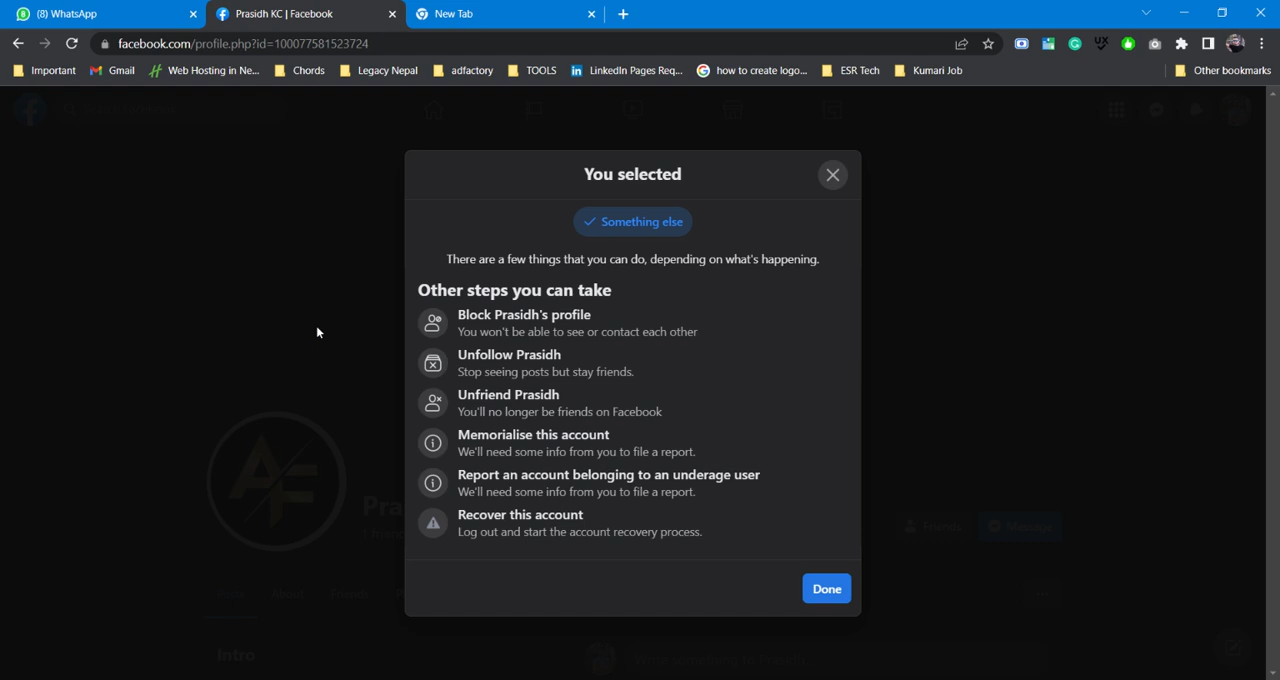 (8) WhatsApp
Prasidh KC | Facebook
New Tab
facebook.com/profile.php?id=100077581523724
Important
Gmail
Web Hosting in Ne...
Chords
Legacy Nepal
adfactory
TOOLS
LinkedIn Pages Req...
how to create logo...
ESR Tech
Kumari Job
Other bookmarks
You selected
Something else
There are a few things that you can do, depending on what's happening.
Other steps you can take
Block Prasidh's profile
You won't be able to see or contact each other
Unfollow Prasidh
Stop seeing posts but stay friends.
Unfriend Prasidh
You'll no longer be friends on Facebook
Memorialise this account
We'll need some info from you to file a report.
Report an account belonging to an underage user
We'll need some info from you to file a report.
Recover this account
Log out and start the account recovery process.
Done
Pra
Friends
Message
About
Friends
Intro